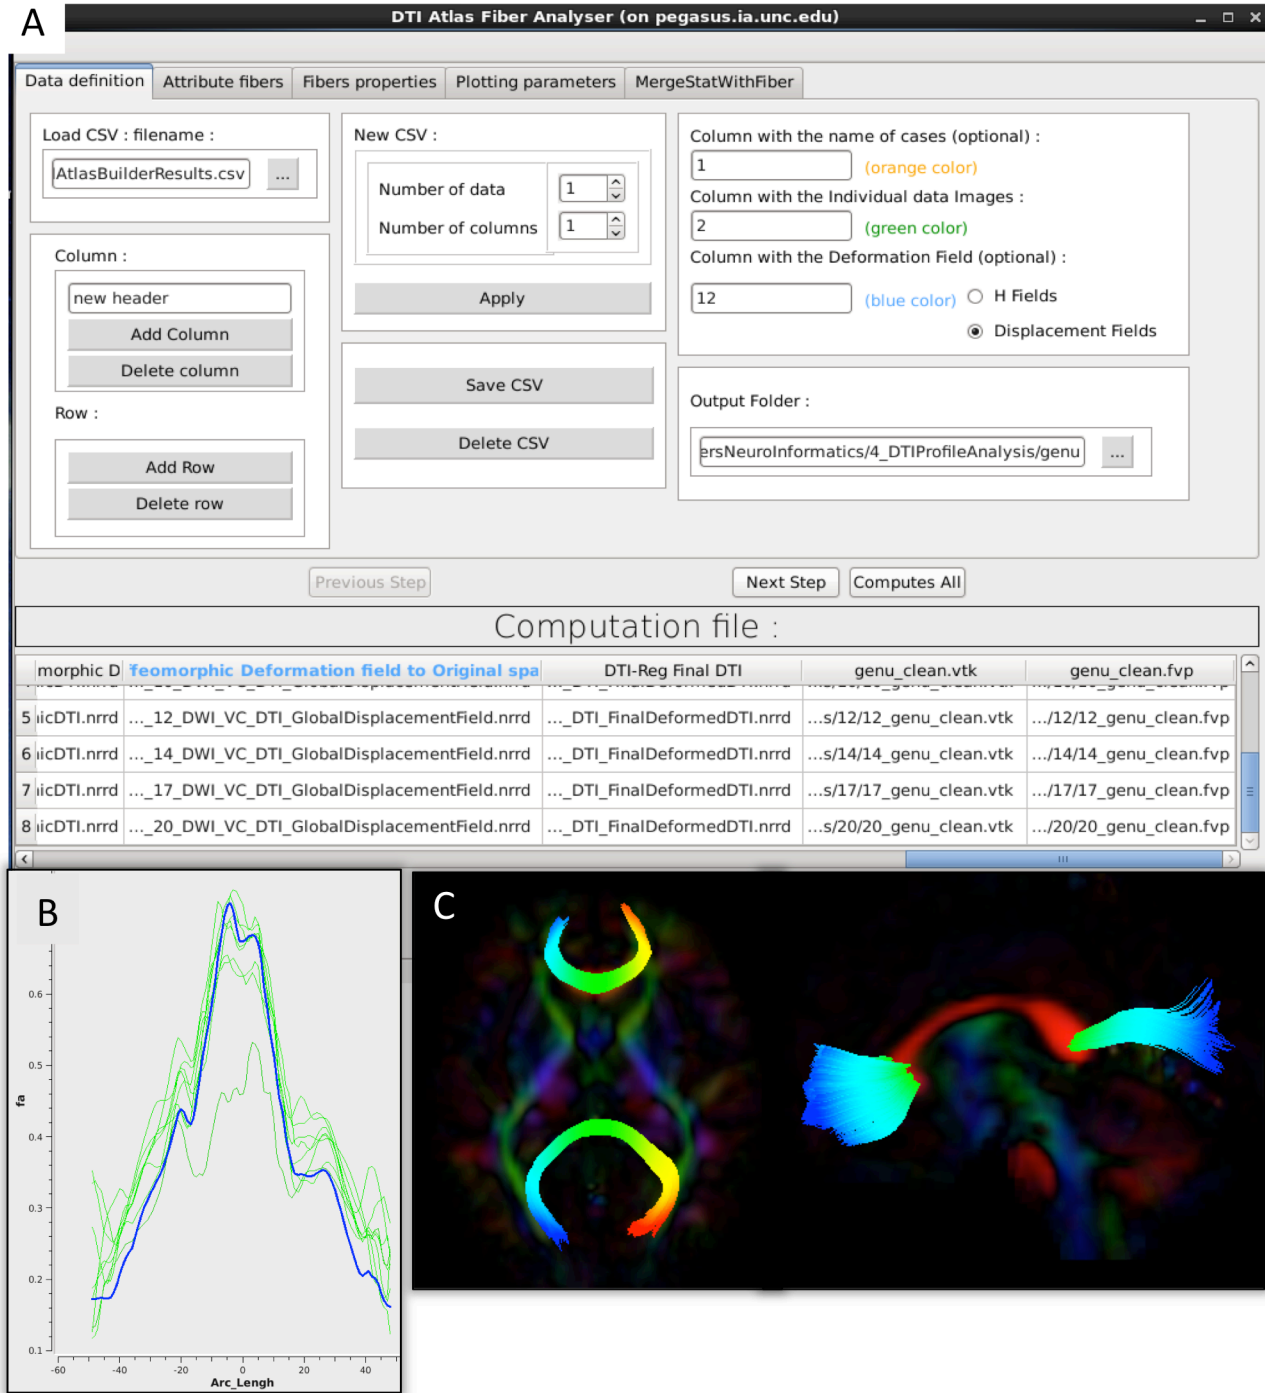 A
DTI Atlas Fiber Analyser (on pegasus.ia.unc.edu)
Data definition
Attribute fibers
Fibers properties
Plotting parameters
MergeStatWithFiber
Load CSV : filename :
lAtlasBuilderResults.csv
...
Column :
new header
Add Column
Delete column
Row :
Add Row
Delete row
New CSV :
Number of data
1
Number of columns
1
Apply
Save CSV
Delete CSV
Column with the name of cases (optional) :
1
(orange color)
Column with the Individual data Images :
2
(green color)
Column with the Deformation Field (optional) :
12
(blue color)
H Fields
Displacement Fields
Output Folder :
ersNeuroInformatics/4_DTIProfileAnalysis/genu
...
Previous Step
Next Step
Computes All
Computation file :
morphic D
feomorphic Deformation field to Original spa
DTI-Reg Final DTI
genu_clean.vtk
genu_clean.fvp
5 icDTI.nrrd ..._12_DWI_VC_DTI_GlobalDisplacementField.nrrd ..._DTI_FinalDeformedDTI.nrrd ...s/12/12_genu_clean.vtk .../12/12_genu_clean.fvp
6 icDTI.nrrd ..._14_DWI_VC_DTI_GlobalDisplacementField.nrrd ..._DTI_FinalDeformedDTI.nrrd ...s/14/14_genu_clean.vtk .../14/14_genu_clean.fvp
7 icDTI.nrrd ..._17_DWI_VC_DTI_GlobalDisplacementField.nrrd ..._DTI_FinalDeformedDTI.nrrd ...s/17/17_genu_clean.vtk .../17/17_genu_clean.fvp
8 icDTI.nrrd ..._20_DWI_VC_DTI_GlobalDisplacementField.nrrd ..._DTI_FinalDeformedDTI.nrrd ...s/20/20_genu_clean.vtk .../20/20_genu_clean.fvp
B
0.6
0.5
fa
0.4
0.3
0.2
0.1
-60 -40 -20 0 20 40
Arc_Lengh
C